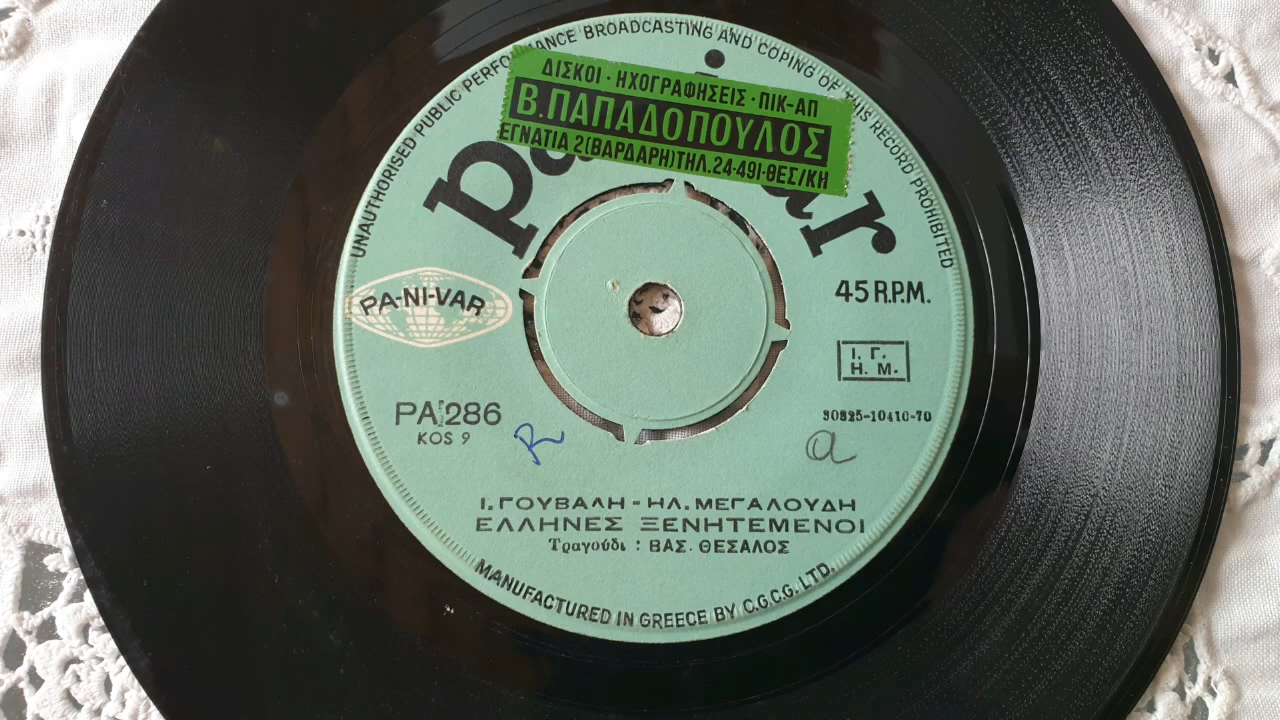 UNAUTHORISED PUBLIC PERFORMANCE BROADCASTING AND COPING OF THIS RECORD PROHIBITED
ΔΙΣΚΟΙ · ΗΧΟΓΡΑΦΗΣΕΙΣ · ΠΙΚ-ΑΠ
Β. ΠΑΠΑΔΟΠΟΥΛΟΣ
ΕΓΝΑΤΙΑ 2 (ΒΑΡΔΑΡΗ) ΤΗΛ. 24-491·ΘΕΣ/ΚΗ
PA-NI-VAR
45 R.P.M.
Ι. Γ.
Η. Μ.
PA 286
KOS 9
30825-10410-70
R
a
Ι. ΓΟΥΒΑΛΗ - ΗΛ. ΜΕΓΑΛΟΥΔΗ
ΕΛΛΗΝΕΣ ΞΕΝΗΤΕΜΕΝΟΙ
Τραγούδι : ΒΑΣ. ΘΕΣΑΛΟΣ
MANUFACTURED IN GREECE BY C.G.C.G. LTD.